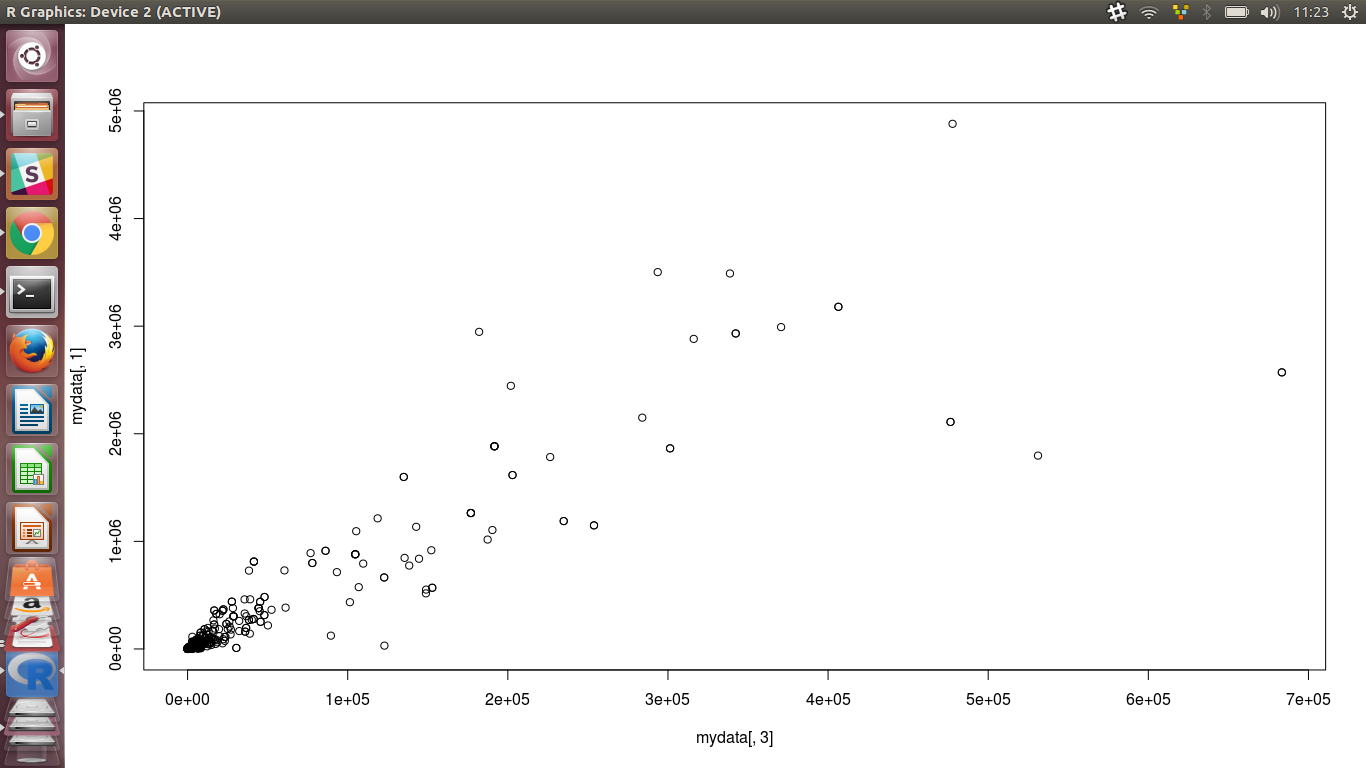 R Graphics: Device 2 (ACTIVE)
11:23
5e+06
4e+06
3e+06
2e+06
1e+06
0e+00
mydata[, 1]
0e+00 1e+05 2e+05 3e+05 4e+05 5e+05 6e+05 7e+05
mydata[, 3]
S
>_
A
a
R